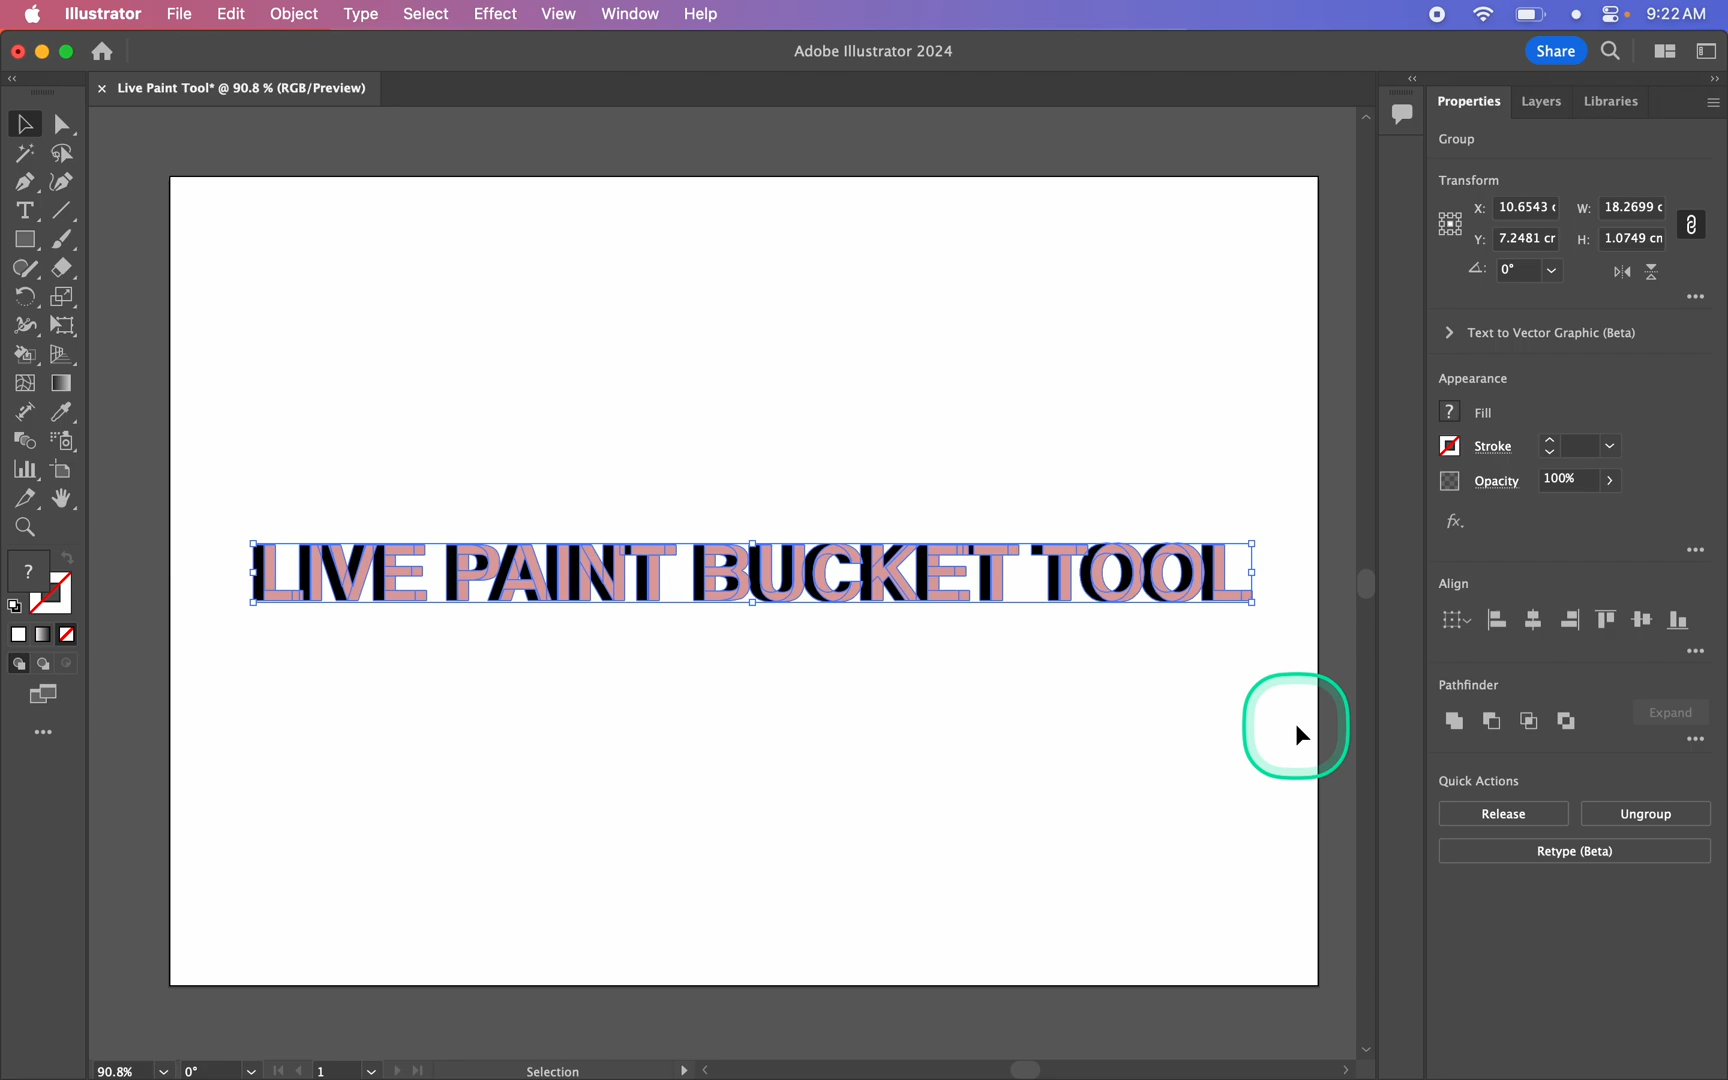 Illustrator File Edit Object Type Select Effect View Window Help 9:22 AM
Adobe Illustrator 2024 Share
Live Paint Tool* @ 90.8 % (RGB/Preview)
Properties Layers Libraries
Group
Transform
X: 10.6543 c W: 18.2699 c
Y: 7.2481 cr H: 1.0749 cn
0°
Text to Vector Graphic (Beta)
Appearance
? Fill
Stroke
Opacity 100%
fx.
Align
LIVE PAINT BUCKET TOOL
?
Pathfinder
Expand
Quick Actions
Release Ungroup
Retype (Beta)
90.8% 0° 1 Selection